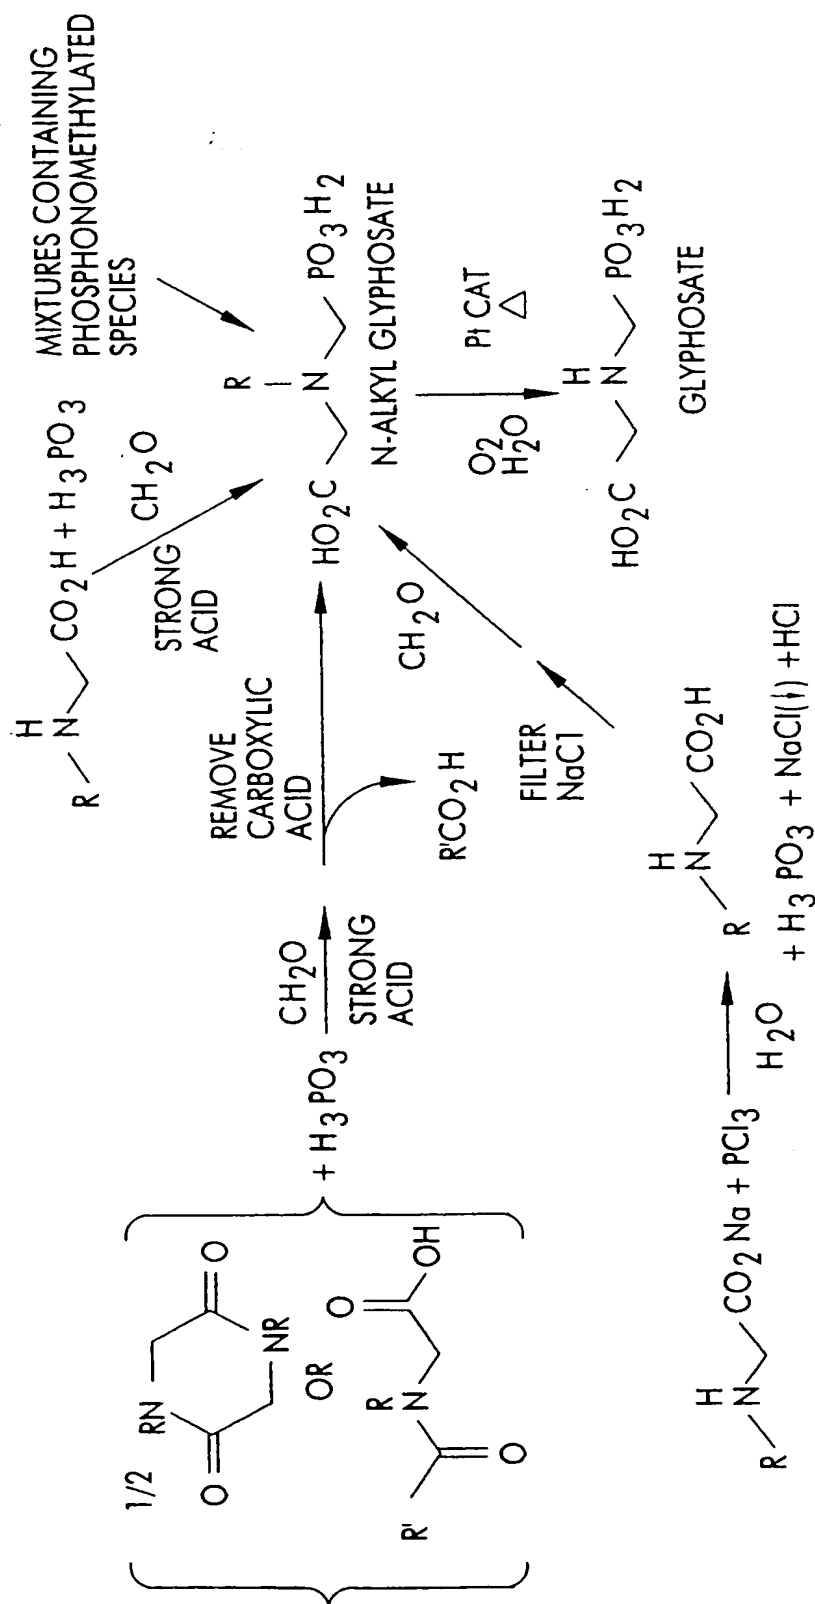 MIXTURES CONTAINING
PHOSPHONOMETHYLATED
SPECIES
H
R N CO2H + H3PO3
STRONG
ACID
CH2O
1/2
RN
O
O
NR
OR
R'
O
R
N
O
OH
+ H3PO3
CH2O
STRONG
ACID
REMOVE
CARBOXYLIC
ACID
R'CO2H
R
HO2C N PO3H2
N-ALKYL GLYPHOSATE
O2
H2O
Pt CAT
△
H
HO2C N PO3H2
GLYPHOSATE
H
R N CO2Na + PCl3
H2O
H
R N CO2H
+ H3PO3 + NaCl(↓) + HCl
FILTER
NaCl
CH2O